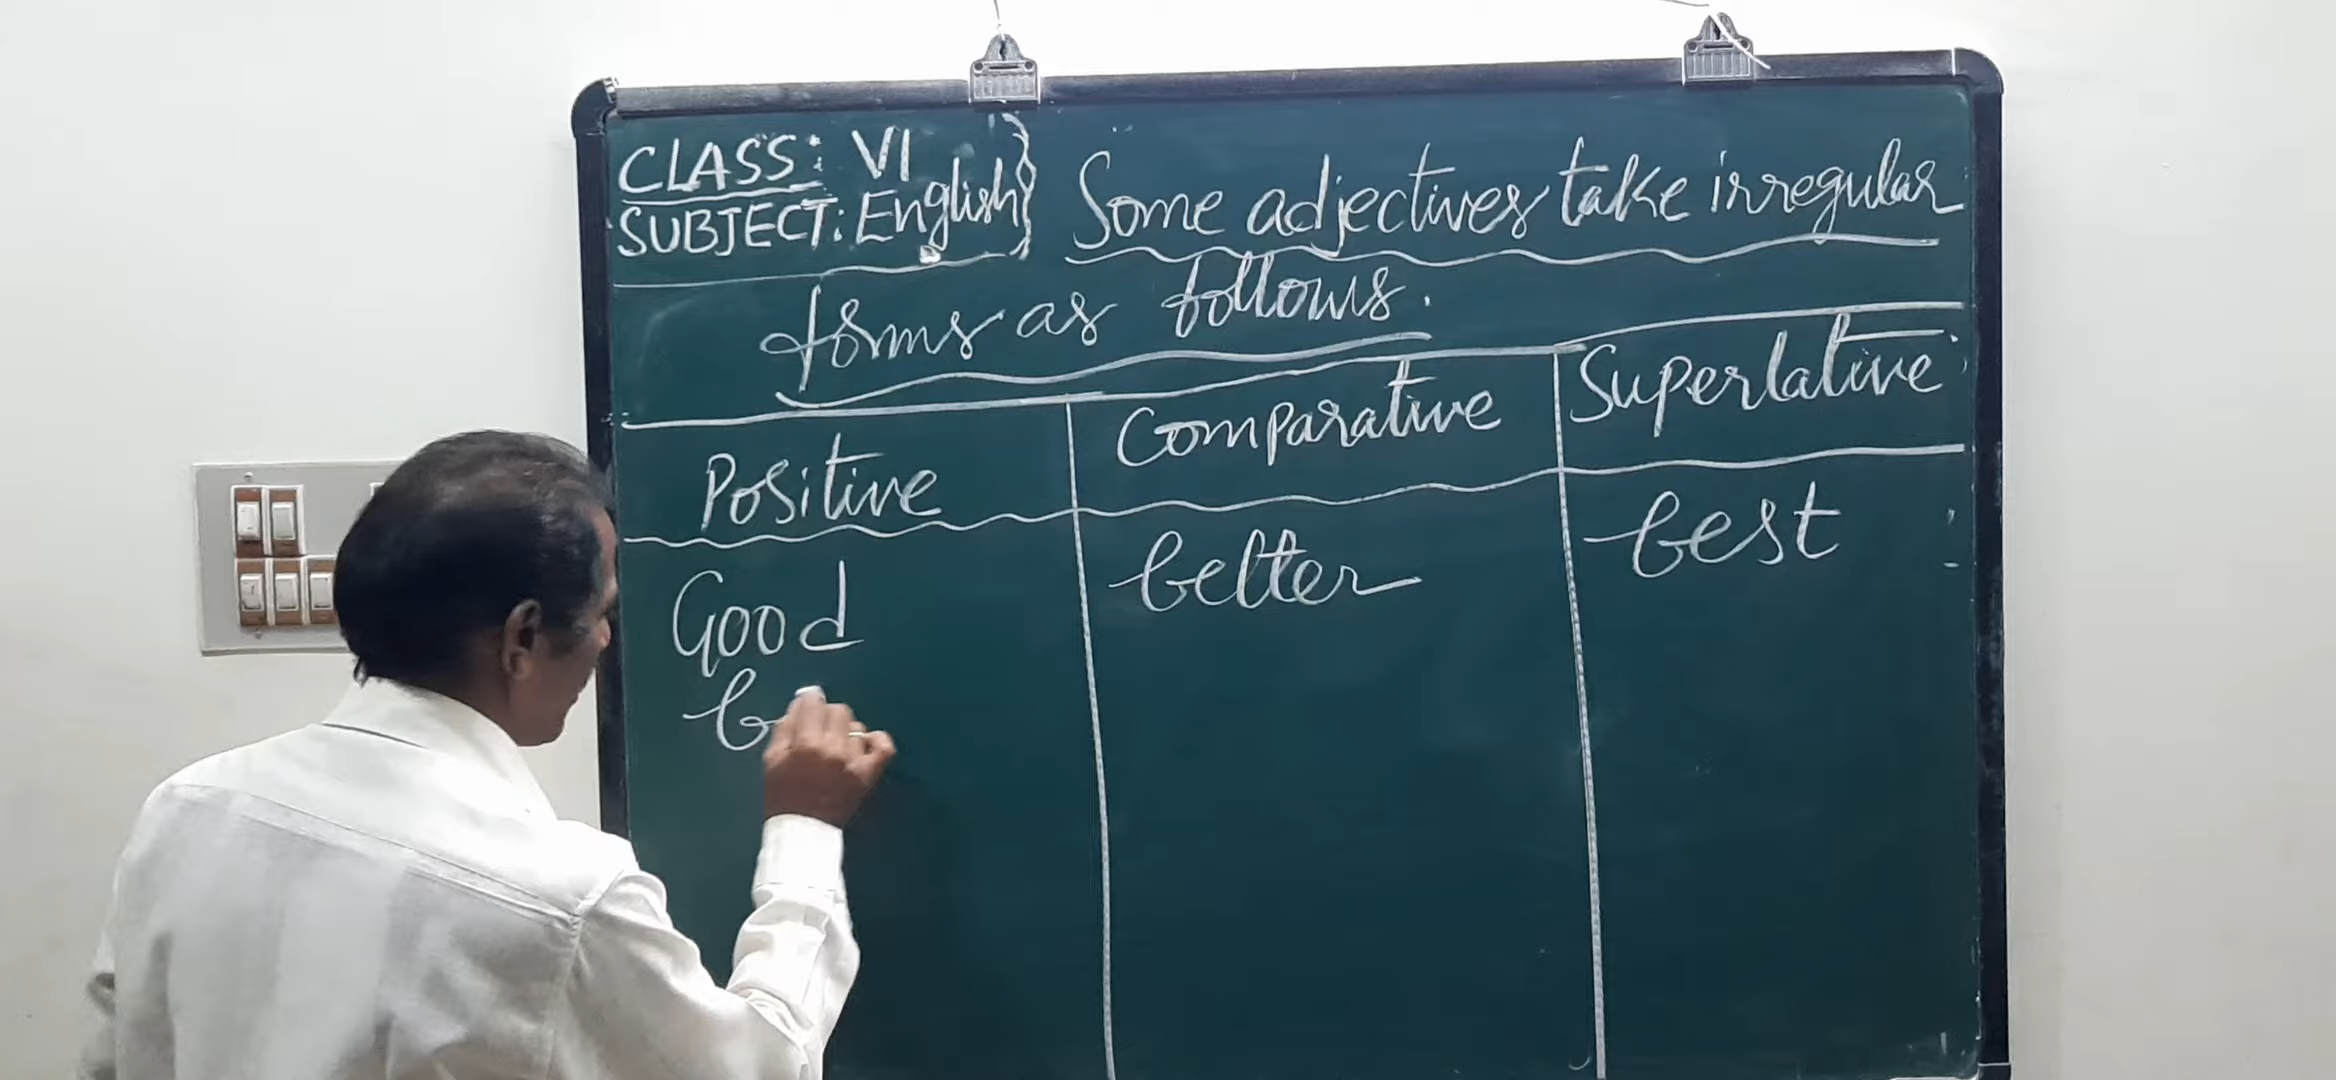 CLASS: VI
SUBJECT: English
Some adjectives take irregular
forms as follows.
Positive
Comparative
Superlative
Good
better
best
b